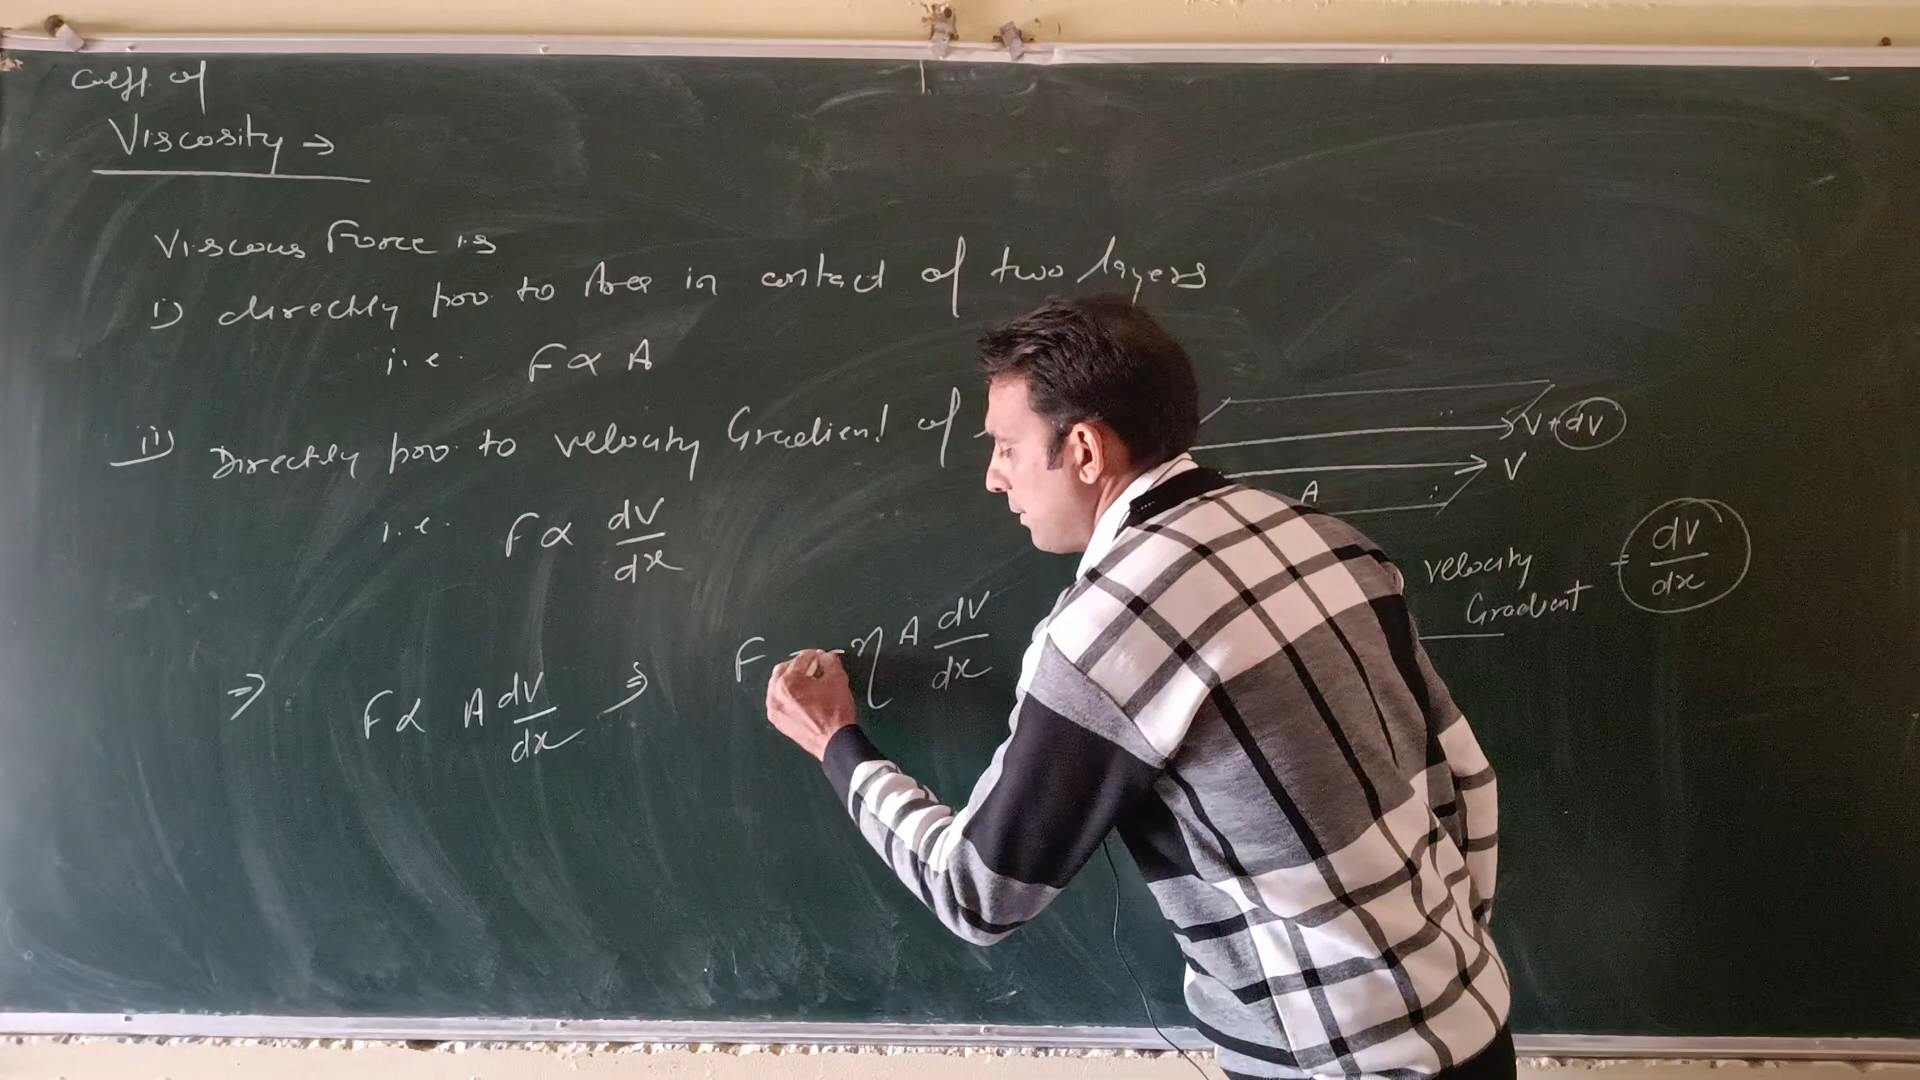 Coeff. of
Viscosity →
Viscous Force is
i) directly pro. to Area in contact of two layers
i.e. F ∝ A
ii) Directly pro. to velocity Gradient of
i.e. F ∝ dv/dx
⇒ F ∝ A dv/dx ⇒ F = -η A dv/dx
V+dv
V
A
velocity Gradient = dv/dx